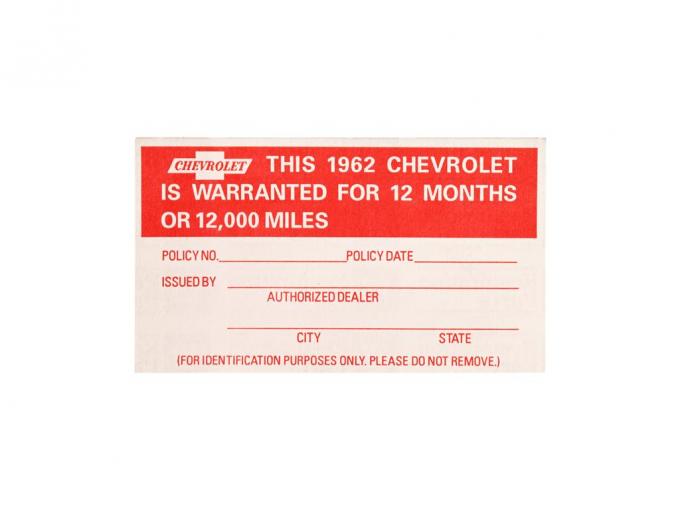 CHEVROLET THIS 1962 CHEVROLET
IS WARRANTED FOR 12 MONTHS
OR 12,000 MILES
POLICY NO. POLICY DATE
ISSUED BY
AUTHORIZED DEALER
CITY STATE
(FOR IDENTIFICATION PURPOSES ONLY. PLEASE DO NOT REMOVE.)